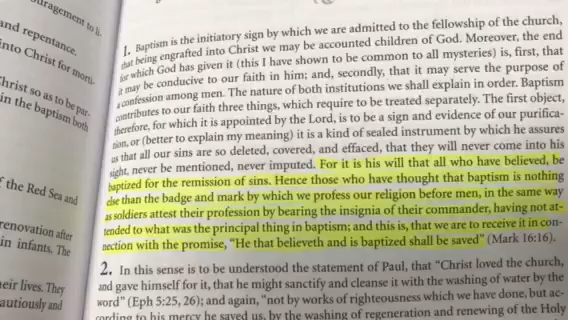 uragement to li.
and repentance.
into Christ for morti-
Christ so as to be par-
in the baptism both
f the Red Sea and
renovation after
in infants. The
eir lives. They
autiously and
1. Baptism is the initiatory sign by which we are admitted to the fellowship of the church,
that being engrafted into Christ we may be accounted children of God. Moreover, the end
for which God has given it (this I have shown to be common to all mysteries) is, first, that
it may be conducive to our faith in him; and, secondly, that it may serve the purpose of
a confession among men. The nature of both institutions we shall explain in order. Baptism
contributes to our faith three things, which require to be treated separately. The first object,
therefore, for which it is appointed by the Lord, is to be a sign and evidence of our purifica-
tion, or (better to explain my meaning) it is a kind of sealed instrument by which he assures
us that all our sins are so deleted, covered, and effaced, that they will never come into his
sight, never be mentioned, never imputed. For it is his will that all who have believed, be
baptized for the remission of sins. Hence those who have thought that baptism is nothing
else than the badge and mark by which we profess our religion before men, in the same way
as soldiers attest their profession by bearing the insignia of their commander, having not at-
tended to what was the principal thing in baptism; and this is, that we are to receive it in con-
nection with the promise, “He that believeth and is baptized shall be saved” (Mark 16:16).
2. In this sense is to be understood the statement of Paul, that “Christ loved the church,
and gave himself for it, that he might sanctify and cleanse it with the washing of water by the
word” (Eph 5:25, 26); and again, “not by works of righteousness which we have done, but ac-
cording to his mercy he saved us, by the washing of regeneration and renewing of the Holy